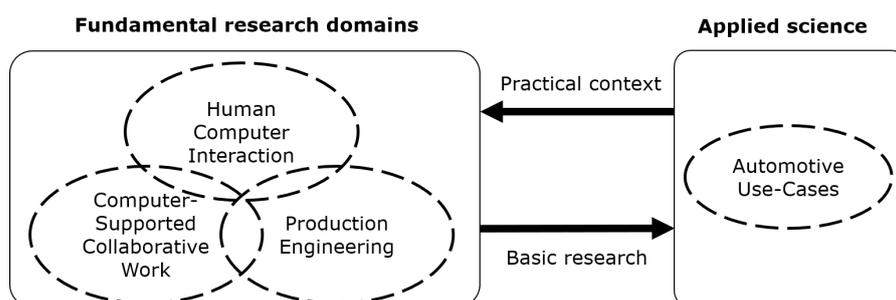 Fundamental research domains
Applied science
Human
Computer
Interaction
Computer-
Supported
Collaborative
Work
Production
Engineering
Practical context
Basic research
Automotive
Use-Cases